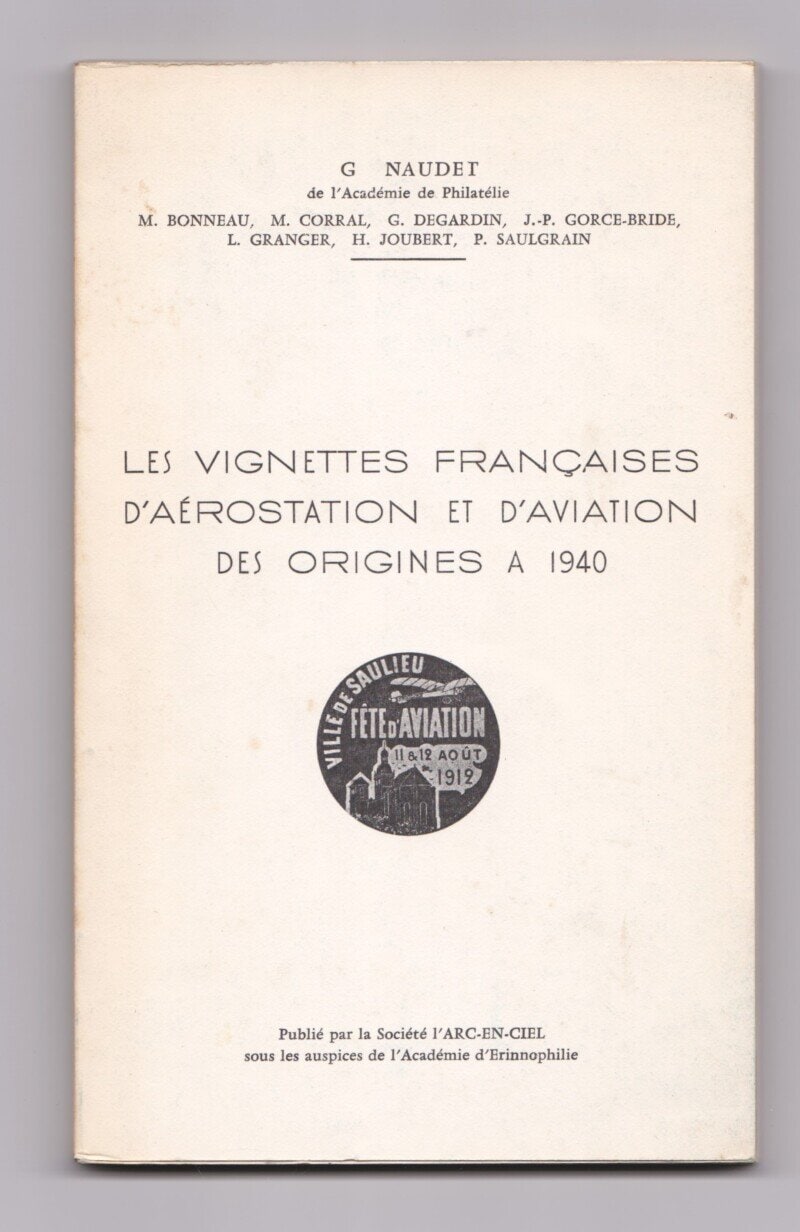 G NAUDET
de l'Académie de Philatélie
M. BONNEAU, M. CORRAL, G. DEGARDIN, J.-P. GORCE-BRIDE,
L. GRANGER, H. JOUBERT, P. SAULGRAIN
LES VIGNETTES FRANÇAISES
D'AÉROSTATION ET D'AVIATION
DES ORIGINES A 1940
VILLE DE SAULIEU
FÊTE D'AVIATION
11 & 12 AOÛT
1912
Publié par la Société l'ARC-EN-CIEL
sous les auspices de l'Académie d'Erinnophilie